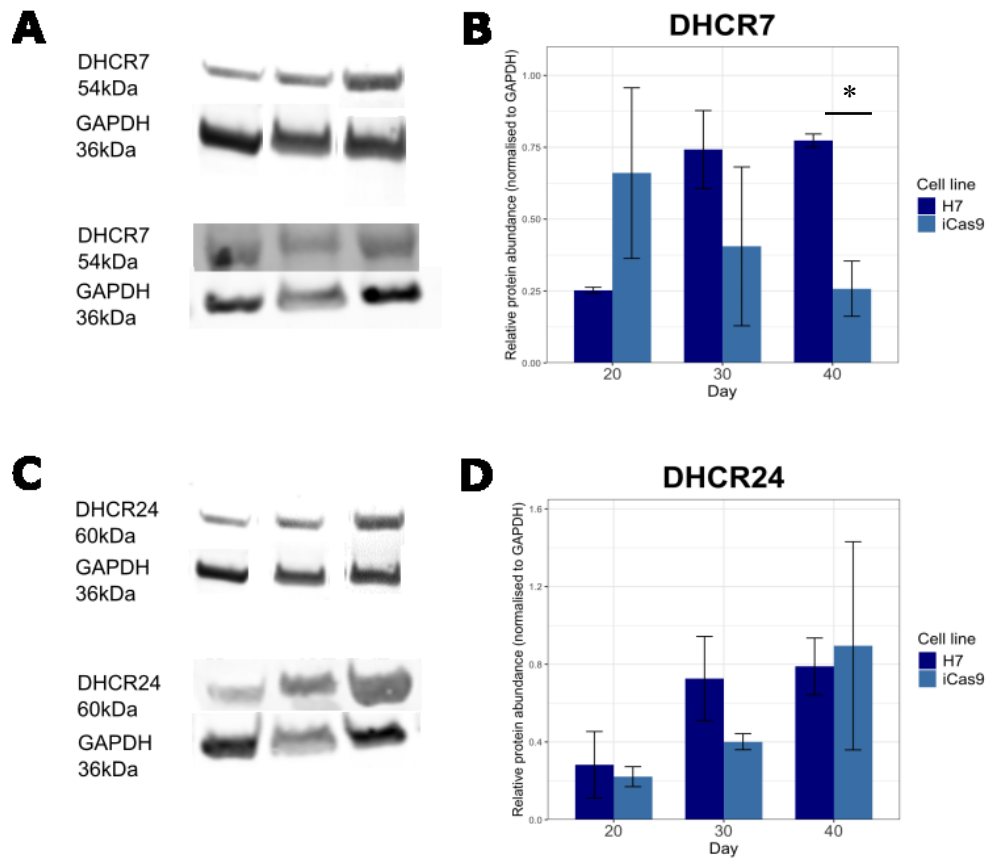 A
DHCR7
54kDa
GAPDH
36kDa
DHCR7
54kDa
GAPDH
36kDa
B
DHCR7
Relative protein abundance (normalised to GAPDH)
1.00
0.75
0.50
0.25
0.00
*
20
30
40
Day
Cell line
H7
iCas9
C
DHCR24
60kDa
GAPDH
36kDa
DHCR24
60kDa
GAPDH
36kDa
D
DHCR24
Relative protein abundance (normalised to GAPDH)
1.6
1.2
0.8
0.4
0.0
20
30
40
Day
Cell line
H7
iCas9